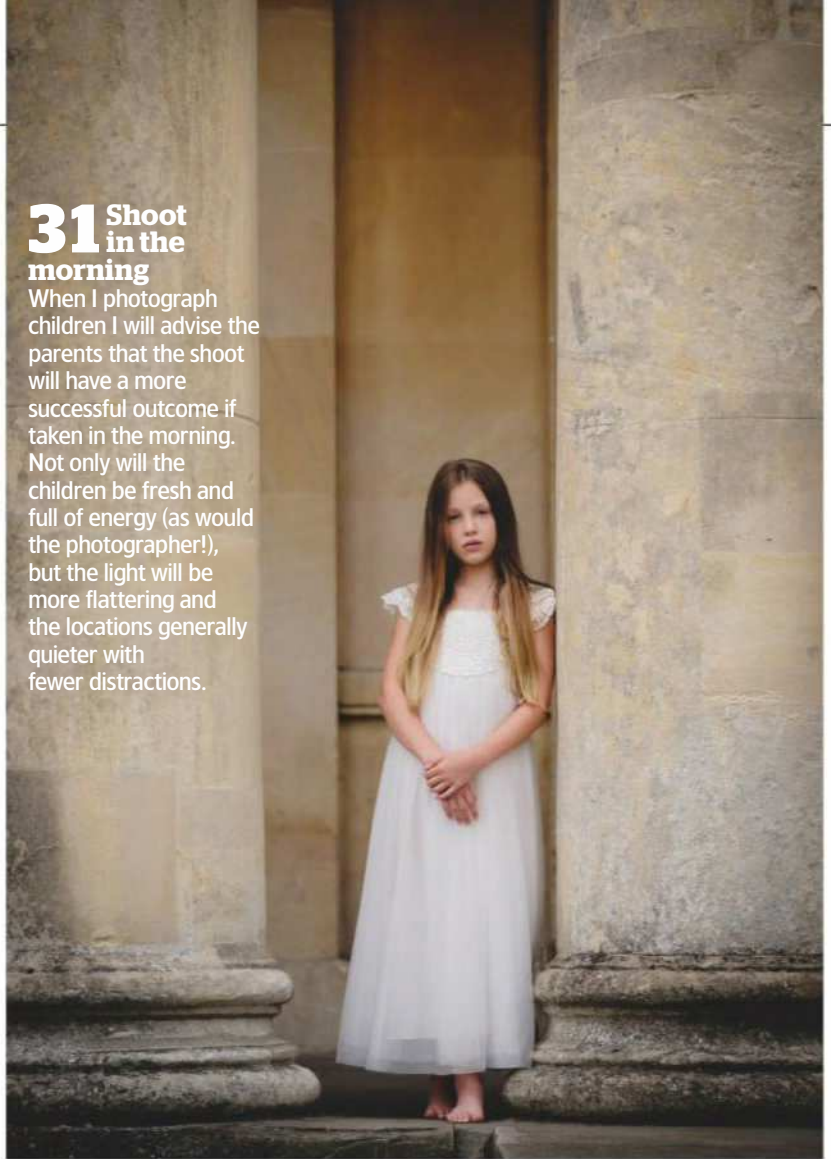 31 Shoot
in the
morning
When I photograph
children I will advise the
parents that the shoot
will have a more
successful outcome if
taken in the morning.
Not only will the
children be fresh and
full of energy (as would
the photographer!),
but the light will be
more flattering and
the locations generally
quieter with
fewer distractions.